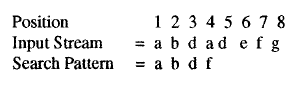 Position 1 2 3 4 5 6 7 8
Input Stream = a b d a d e f g
Search Pattern = a b d f